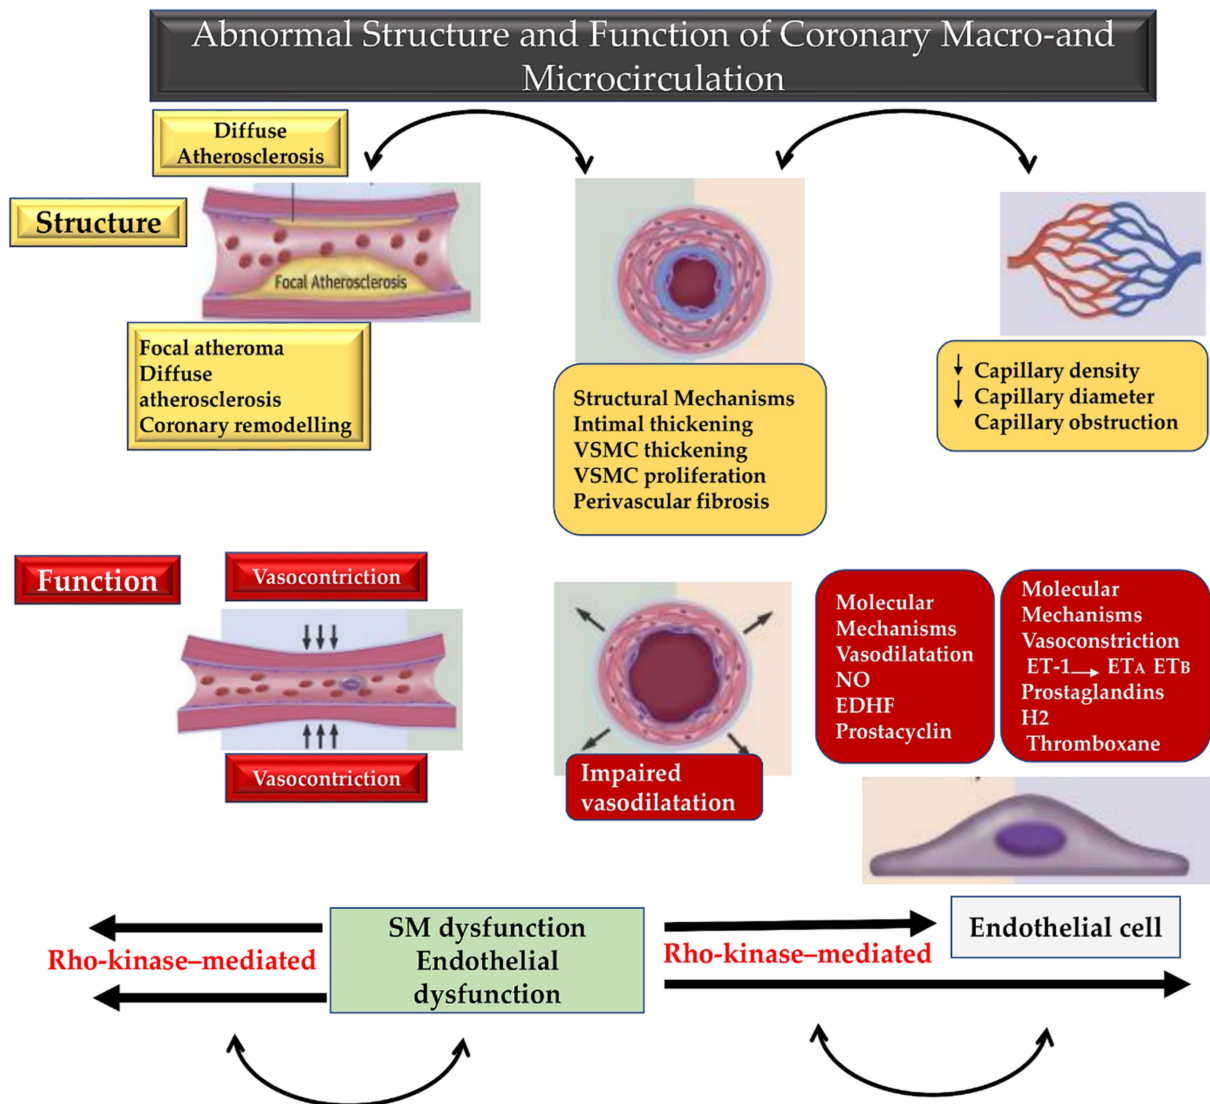 Abnormal Structure and Function of Coronary Macro-and
Microcirculation
Diffuse
Atherosclerosis
Structure
Focal Atherosclerosis
Focal atheroma
Diffuse
atherosclerosis
Coronary remodelling
Structural Mechanisms
Intimal thickening
VSMC thickening
VSMC proliferation
Perivascular fibrosis
↓ Capillary density
↓ Capillary diameter
Capillary obstruction
Function
Vasocontriction
Vasocontriction
Impaired
vasodilatation
Molecular
Mechanisms
Vasodilatation
NO
EDHF
Prostacyclin
Molecular
Mechanisms
Vasoconstriction
ET-1→ ETA ETB
Prostaglandins
H2
Thromboxane
Rho-kinase–mediated
SM dysfunction
Endothelial
dysfunction
Rho-kinase–mediated
Endothelial cell